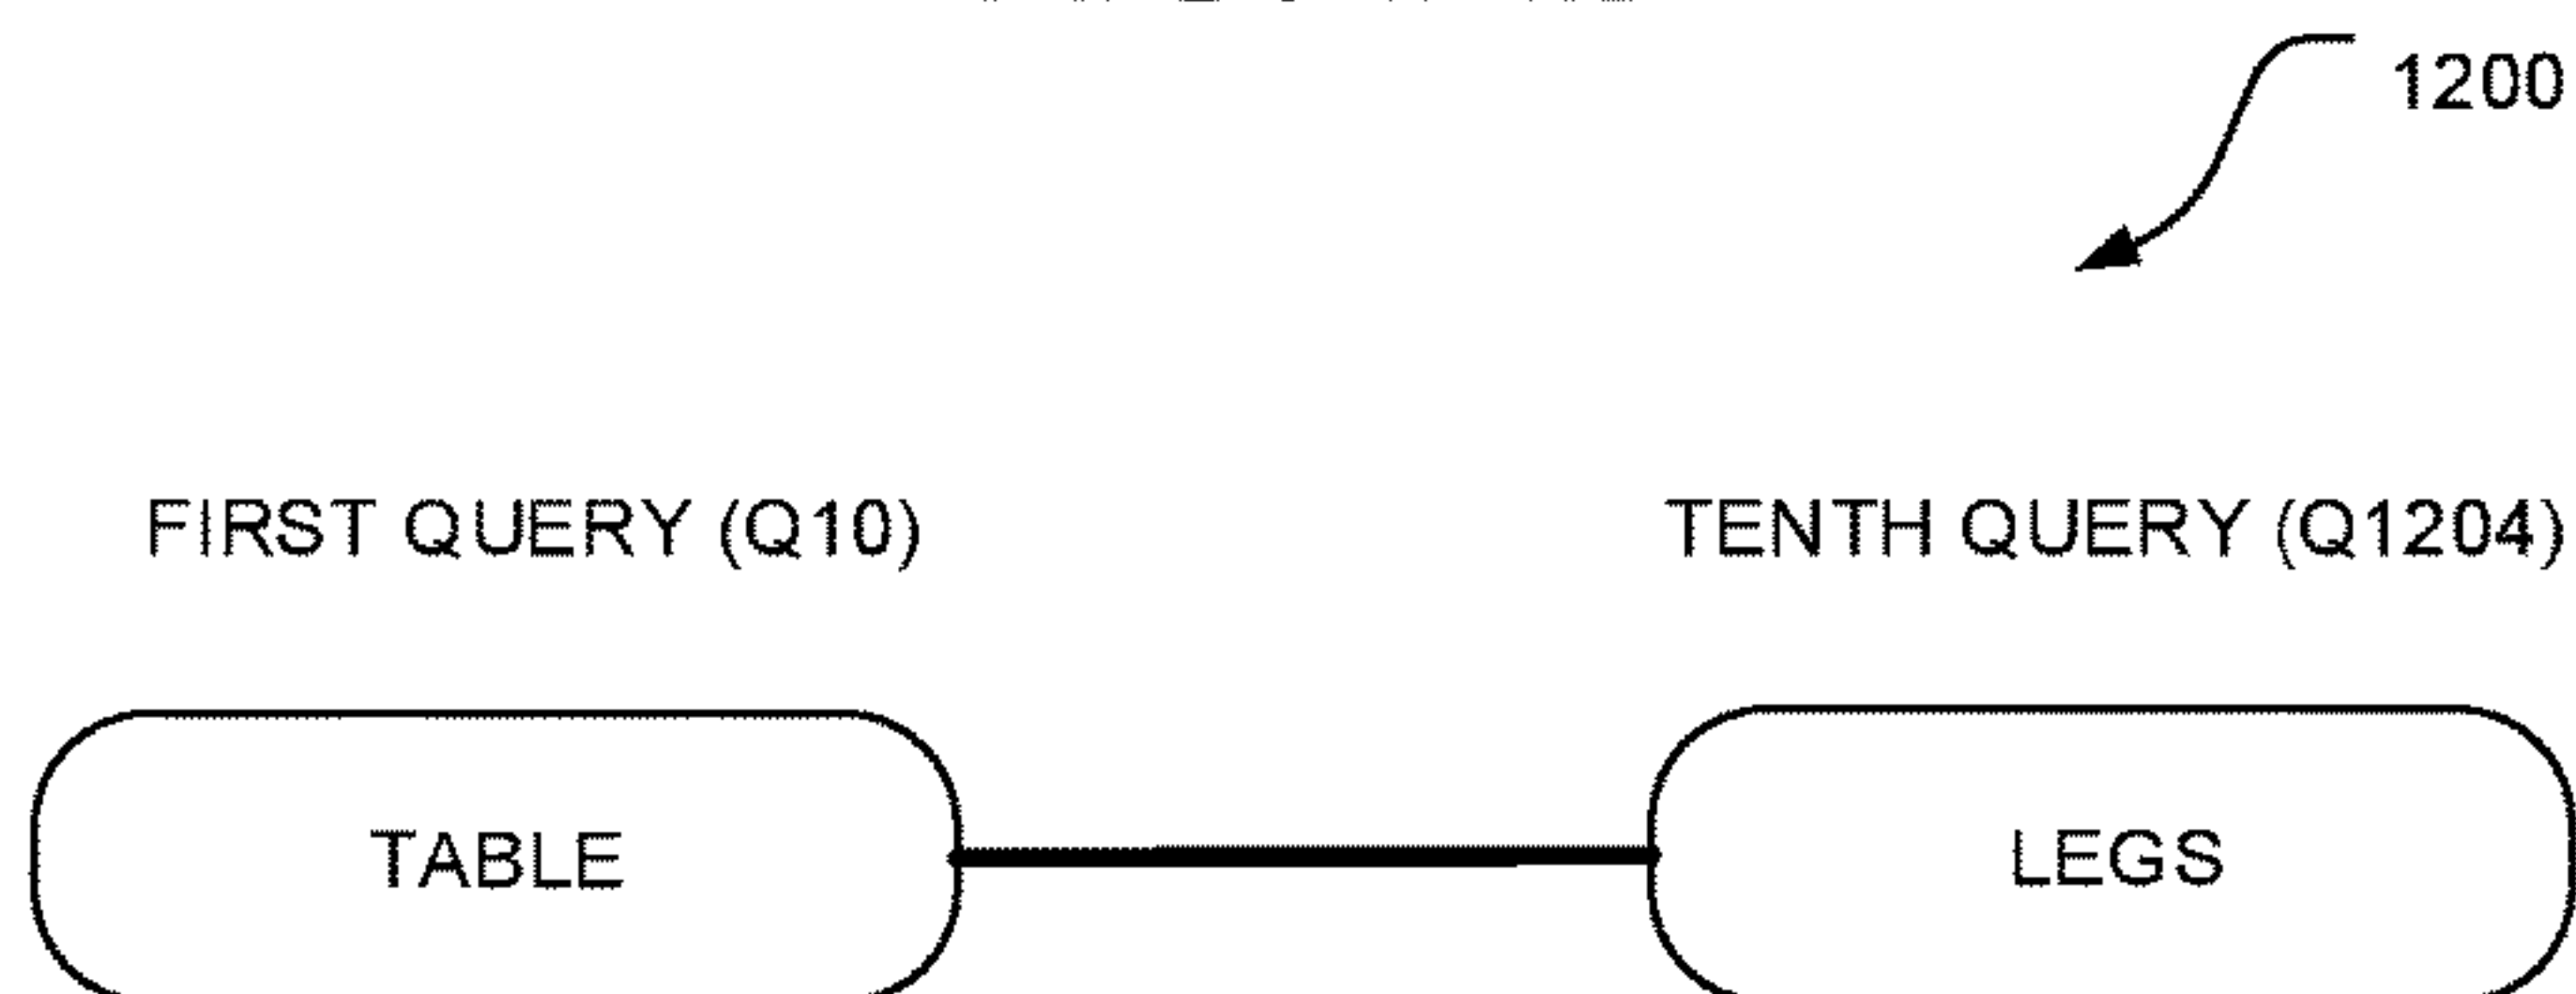 1200
FIRST QUERY (Q10) TENTH QUERY (Q1204)
TABLE LEGS